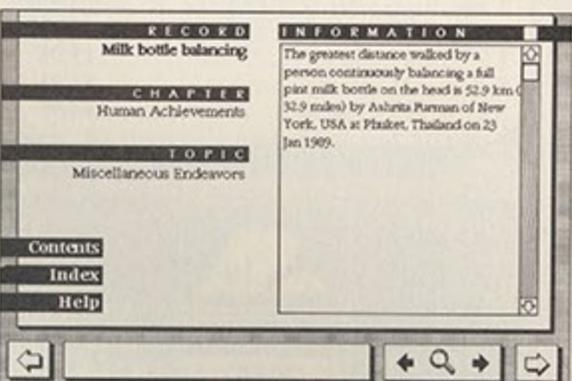 RECORD
Milk bottle balancing
CHAPTER
Human Achievements
TOPIC
Miscellaneous Endeavors
Contents
Index
Help
INFORMATION
The greatest distance walked by a
person continuously balancing a full
pint milk bottle on the head is 52.9 km (
32.9 miles) by Ashrita Furman of New
York, USA at Phuket, Thailand on 23
Jan 1989.